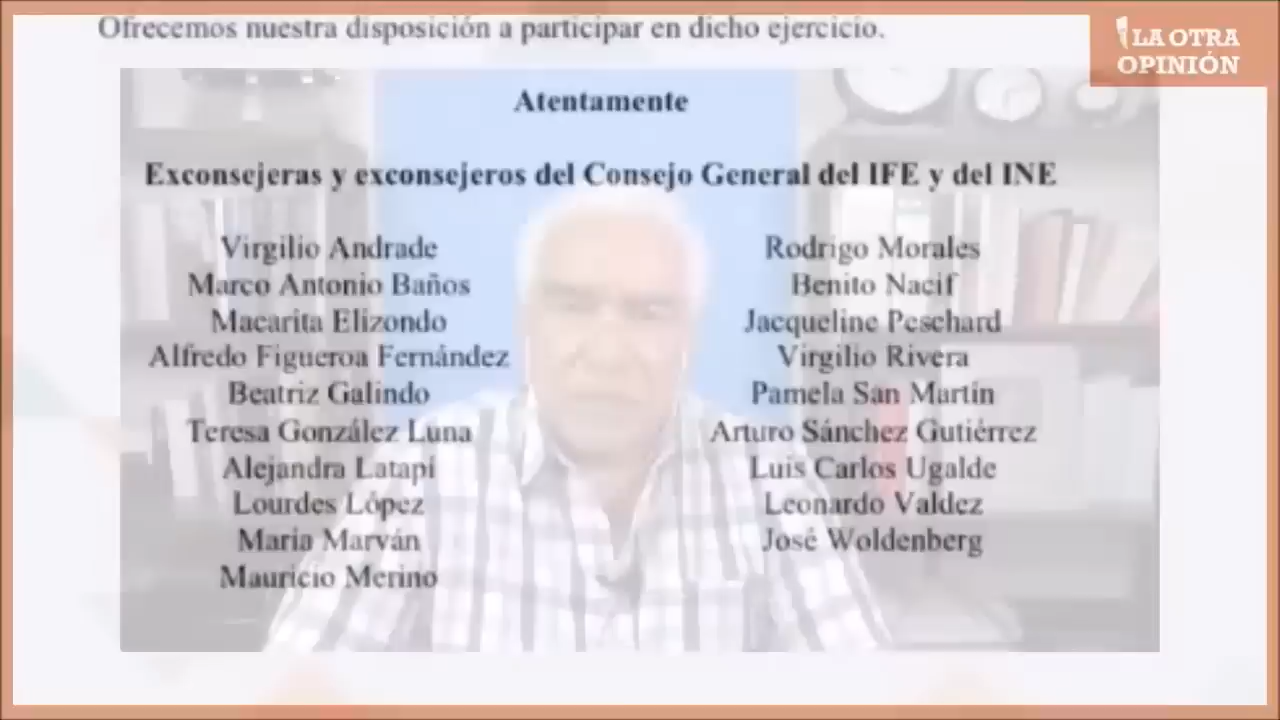 Ofrecemos nuestra disposición a participar en dicho ejercicio.
LA OTRA
OPINIÓN
Atentamente
Exconsejeras y exconsejeros del Consejo General del IFE y del INE
Virgilio Andrade
Marco Antonio Baños
Macarita Elizondo
Alfredo Figueroa Fernández
Beatriz Galindo
Teresa González Luna
Alejandra Latapí
Lourdes López
María Marván
Mauricio Merino
Rodrigo Morales
Benito Nacif
Jacqueline Peschard
Virgilio Rivera
Pamela San Martín
Arturo Sánchez Gutiérrez
Luis Carlos Ugalde
Leonardo Valdez
José Woldenberg